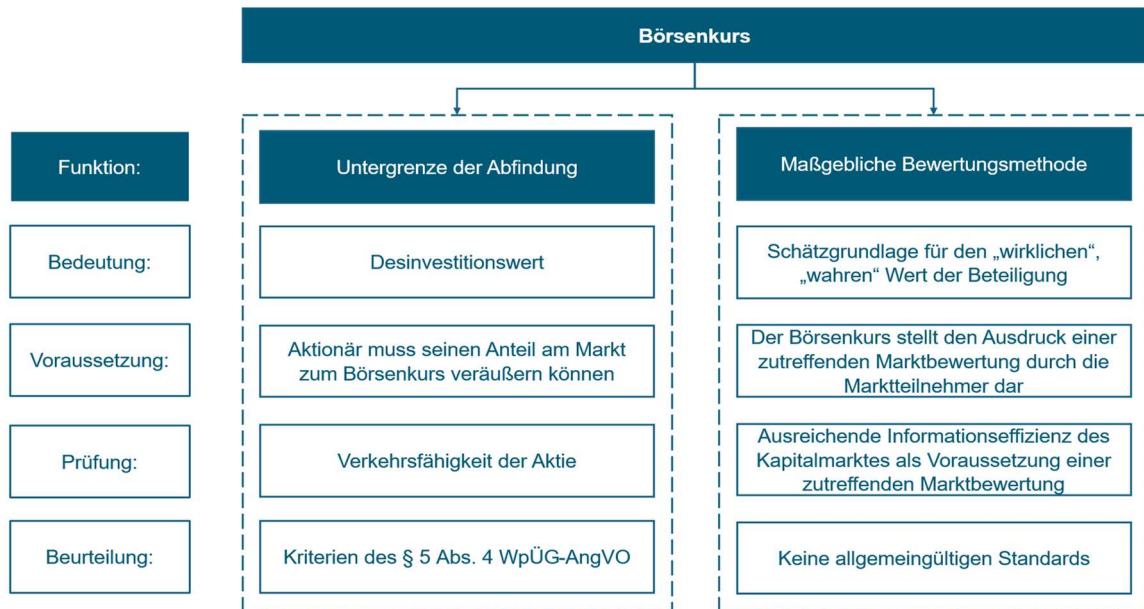 Börsenkurs
Funktion:
Untergrenze der Abfindung
Maßgebliche Bewertungsmethode
Bedeutung:
Desinvestitionswert
Schätzgrundlage für den „wirklichen“,
„wahren“ Wert der Beteiligung
Voraussetzung:
Aktionär muss seinen Anteil am Markt
zum Börsenkurs veräußern können
Der Börsenkurs stellt den Ausdruck einer
zutreffenden Marktbewertung durch die
Marktteilnehmer dar
Prüfung:
Verkehrsfähigkeit der Aktie
Ausreichende Informationseffizienz des
Kapitalmarktes als Voraussetzung einer
zutreffenden Marktbewertung
Beurteilung:
Kriterien des § 5 Abs. 4 WpÜG-AngVO
Keine allgemeingültigen Standards